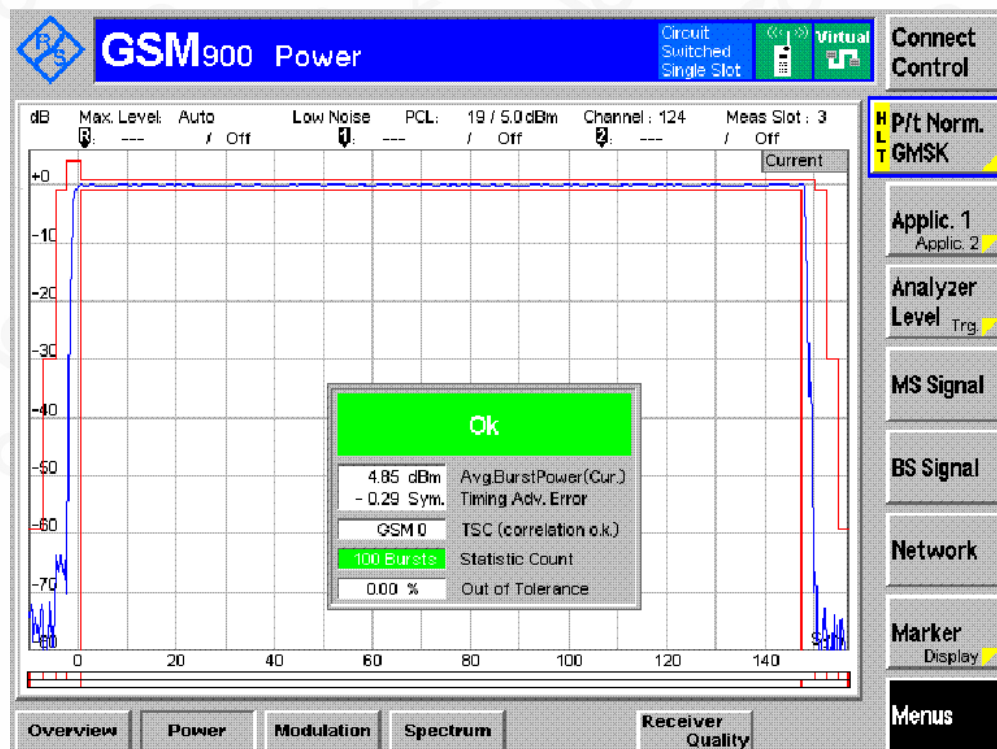 R/S
GSM900 Power
Circuit
Switched
Single Slot
Virtual
Connect
Control
dB Max. Level: Auto Low Noise PCL: 19 / 5.0 dBm Channel : 124 Meas Slot : 3
R: --- / Off 1: --- / Off 2: --- / Off
Current
HLT
P/t Norm.
GMSK
Applic. 1
Applic. 2
Analyzer
Level Trg.
MS Signal
BS Signal
Network
Marker
Display
Menus
+0
-10
-20
-30
-40
-50
-60
-70
Ok
4.85 dBm Avg.BurstPower(Cur.)
- 0.29 Sym. Timing Adv. Error
GSM 0 TSC (correlation o.k.)
100 Bursts Statistic Count
0.00 % Out of Tolerance
0 20 40 60 80 100 120 140
Overview Power Modulation Spectrum Receiver
Quality